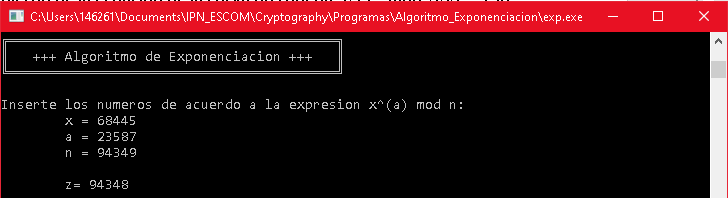 C:\Users\146261\Documents\IPN_ESCOM\Cryptography\Programas\Algoritmo_Exponenciacion\exp.exe
+++ Algoritmo de Exponenciacion +++
Inserte los numeros de acuerdo a la expresion x^(a) mod n:
x = 68445
a = 23587
n = 94349
z= 94348